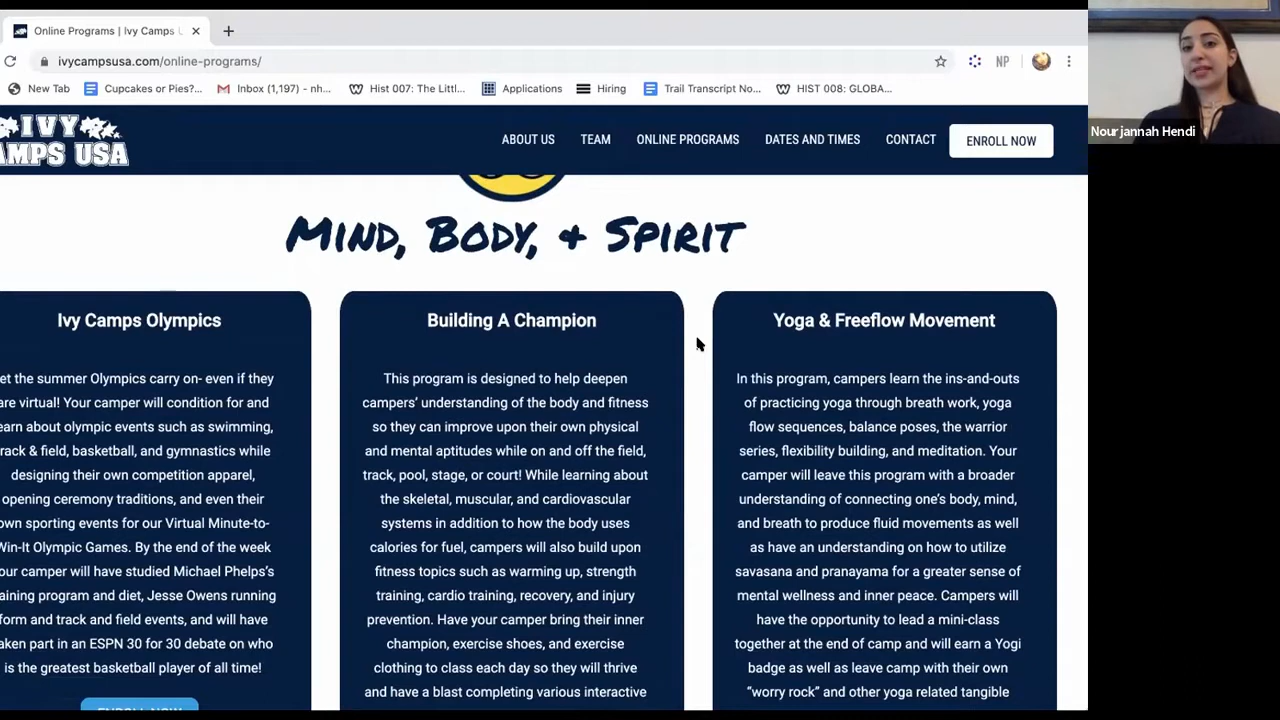 Online Programs | Ivy Camps U
ivycampsusa.com/online-programs/
NP
New Tab
Cupcakes or Pies?...
Inbox (1,197) - nh...
Hist 007: The Littl...
Applications
Hiring
Trail Transcript No...
HIST 008: GLOBA...
IVY
AMPS USA
ABOUT US
TEAM
ONLINE PROGRAMS
DATES AND TIMES
CONTACT
ENROLL NOW
Nourjannah Hendi
MIND, BODY, & SPIRIT
Ivy Camps Olympics
et the summer Olympics carry on- even if they
are virtual! Your camper will condition for and
earn about olympic events such as swimming,
rack & field, basketball, and gymnastics while
designing their own competition apparel,
opening ceremony traditions, and even their
own sporting events for our Virtual Minute-to-
Win-It Olympic Games. By the end of the week
our camper will have studied Michael Phelps's
aining program and diet, Jesse Owens running
form and track and field events, and will have
aken part in an ESPN 30 for 30 debate on who
is the greatest basketball player of all time!
ENROLL NOW
Building A Champion
This program is designed to help deepen
campers' understanding of the body and fitness
so they can improve upon their own physical
and mental aptitudes while on and off the field,
track, pool, stage, or court! While learning about
the skeletal, muscular, and cardiovascular
systems in addition to how the body uses
calories for fuel, campers will also build upon
fitness topics such as warming up, strength
training, cardio training, recovery, and injury
prevention. Have your camper bring their inner
champion, exercise shoes, and exercise
clothing to class each day so they will thrive
and have a blast completing various interactive
Yoga & Freeflow Movement
In this program, campers learn the ins-and-outs
of practicing yoga through breath work, yoga
flow sequences, balance poses, the warrior
series, flexibility building, and meditation. Your
camper will leave this program with a broader
understanding of connecting one's body, mind,
and breath to produce fluid movements as well
as have an understanding on how to utilize
savasana and pranayama for a greater sense of
mental wellness and inner peace. Campers will
have the opportunity to lead a mini-class
together at the end of camp and will earn a Yogi
badge as well as leave camp with their own
"worry rock" and other yoga related tangible